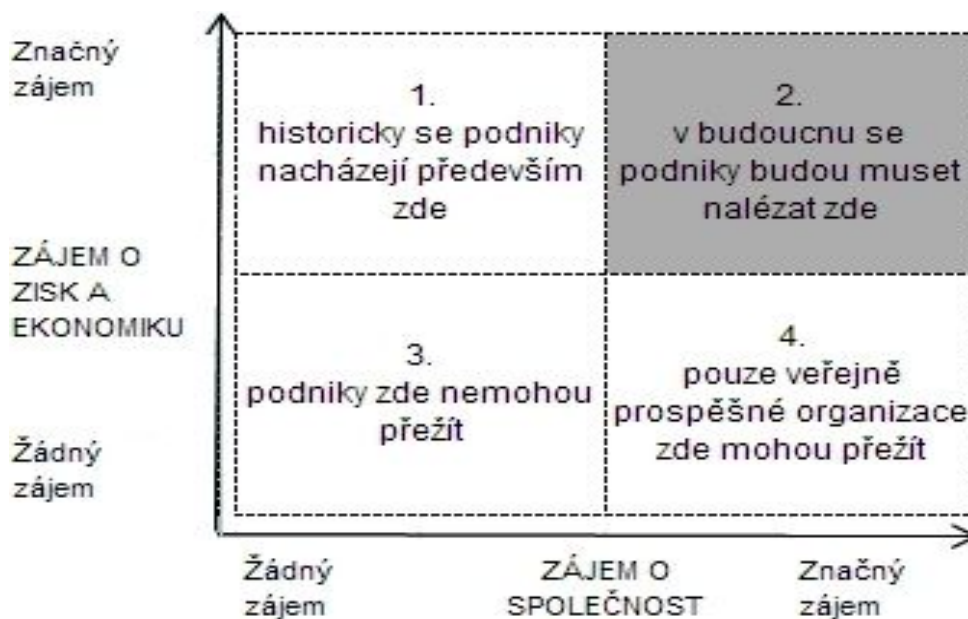 Značný
zájem
1.
historicky se podniky
nacházejí především
zde
2.
v budoucnu se
podniky budou muset
nalézat zde
ZÁJEM O
ZISK A
EKONOMIKU
3.
podniky zde nemohou
přežít
4.
pouze veřejně
prospěšné organizace
zde mohou přežít
Žádný
zájem
Žádný
zájem
ZÁJEM O
SPOLEČNOST
Značný
zájem